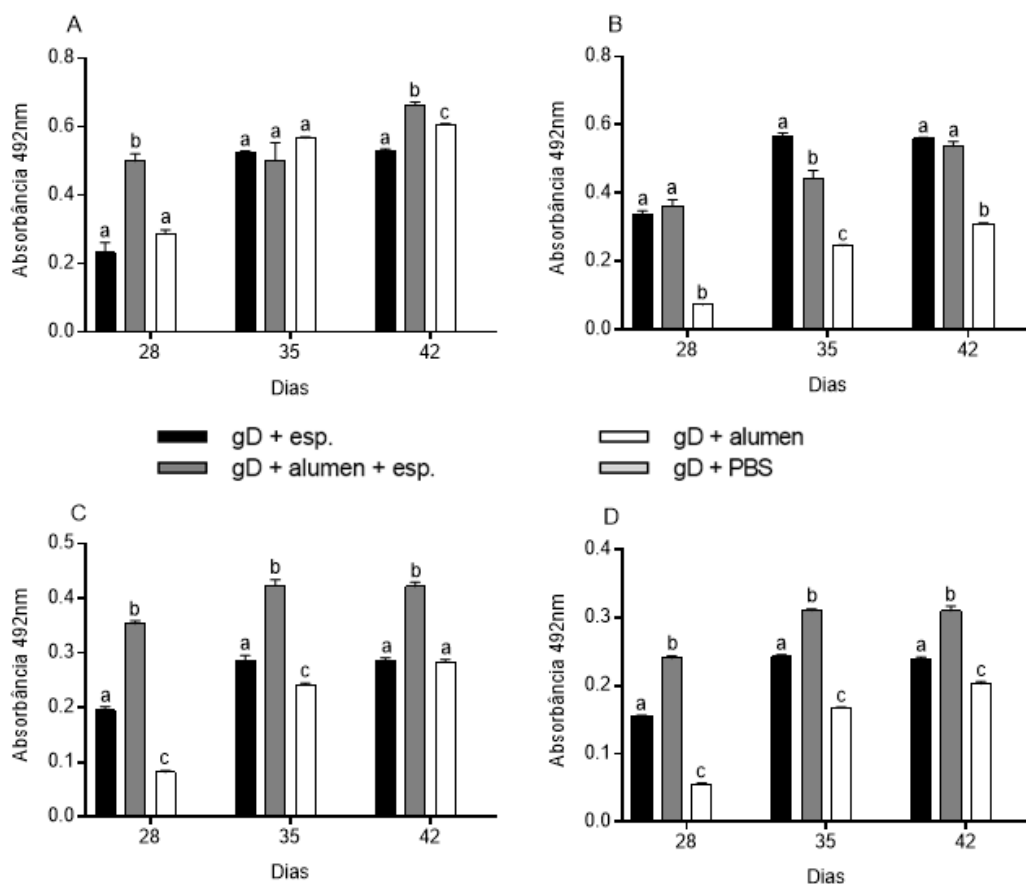 A
Absorbância 492nm
0.8
0.6
0.4
0.2
0.0
a
b
a
a
a
a
a
b
c
28
35
42
Dias
B
Absorbância 492nm
0.8
0.6
0.4
0.2
0.0
a
a
b
a
b
c
a
a
b
28
35
42
Dias
gD + esp.
gD + alumen + esp.
gD + alumen
gD + PBS
C
Absorbância 492nm
0.5
0.4
0.3
0.2
0.1
0.0
a
b
c
a
b
c
a
b
a
28
35
42
Dias
D
Absorbância 492nm
0.4
0.3
0.2
0.1
0.0
a
b
c
a
b
c
a
b
c
28
35
42
Dias